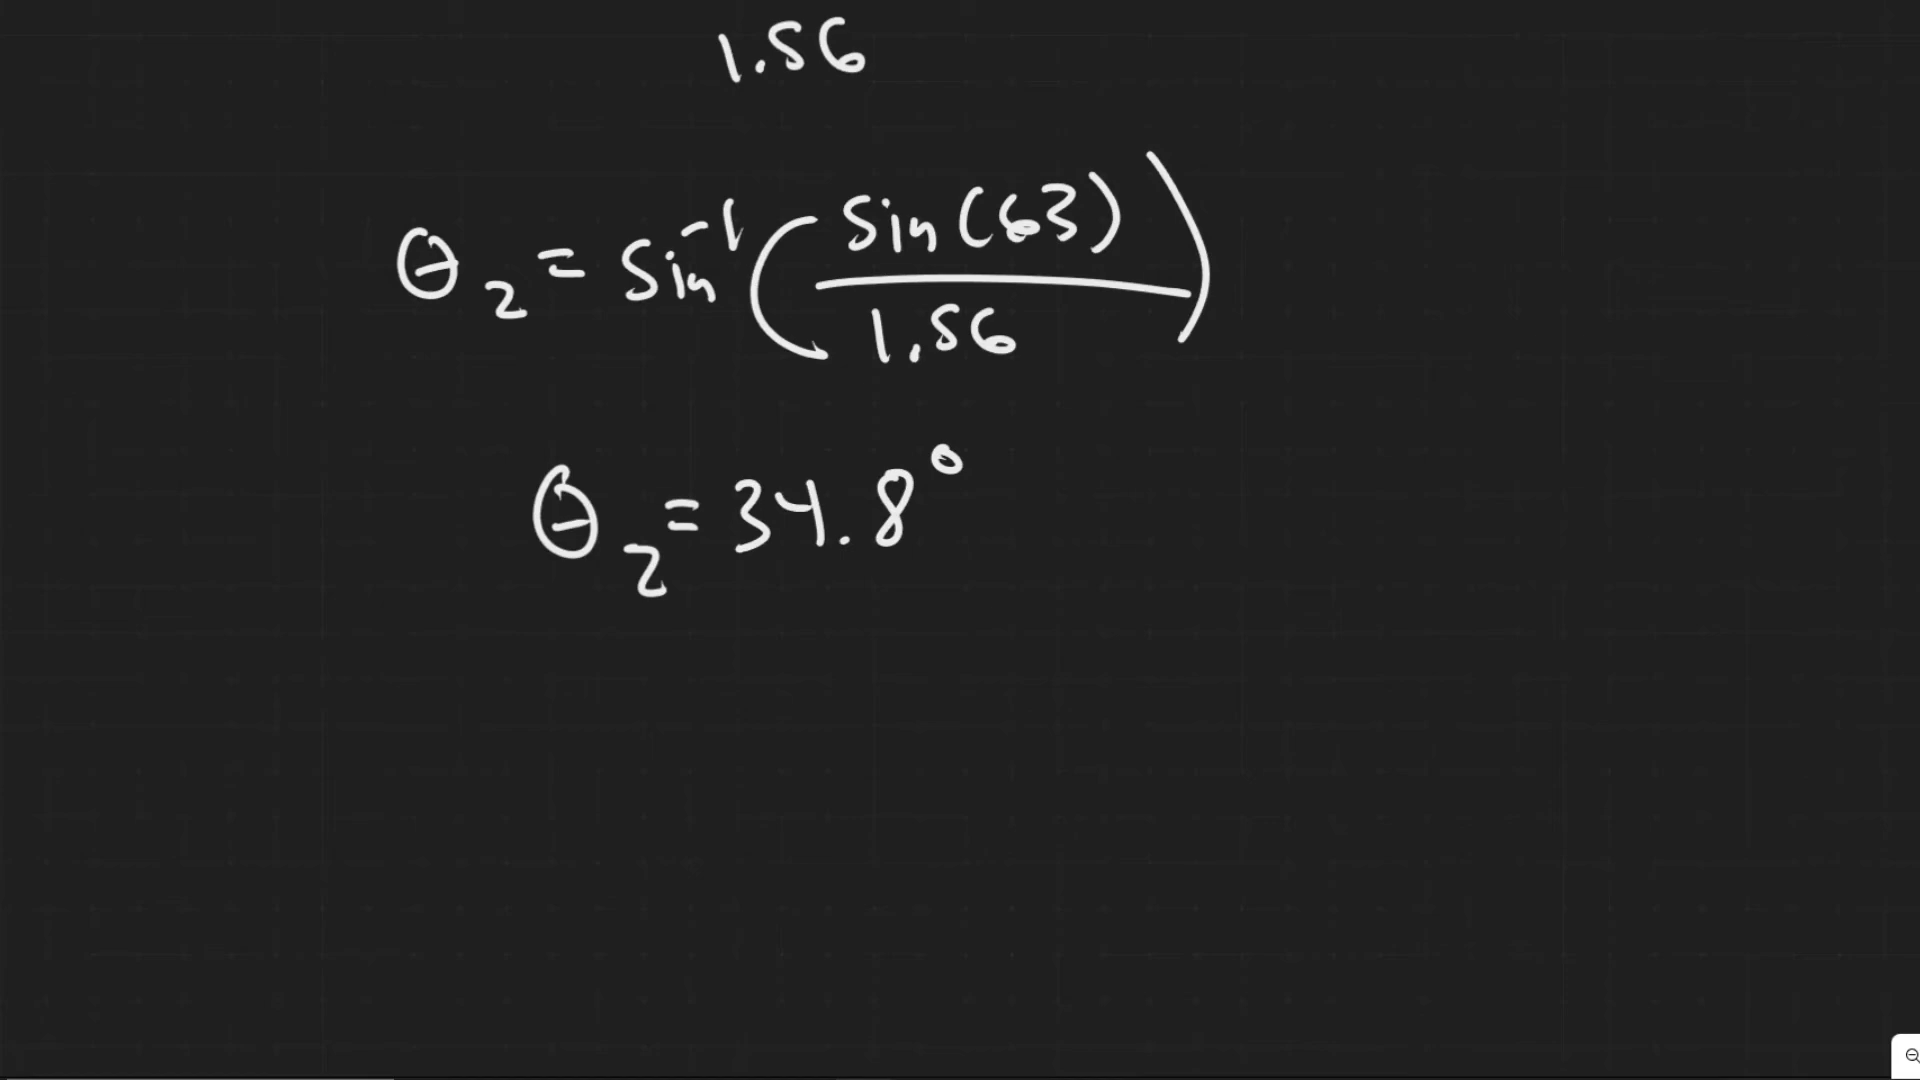 1.56
θ₂ = sin⁻¹(sin(63)/1.56)
θ₂ = 34.8°